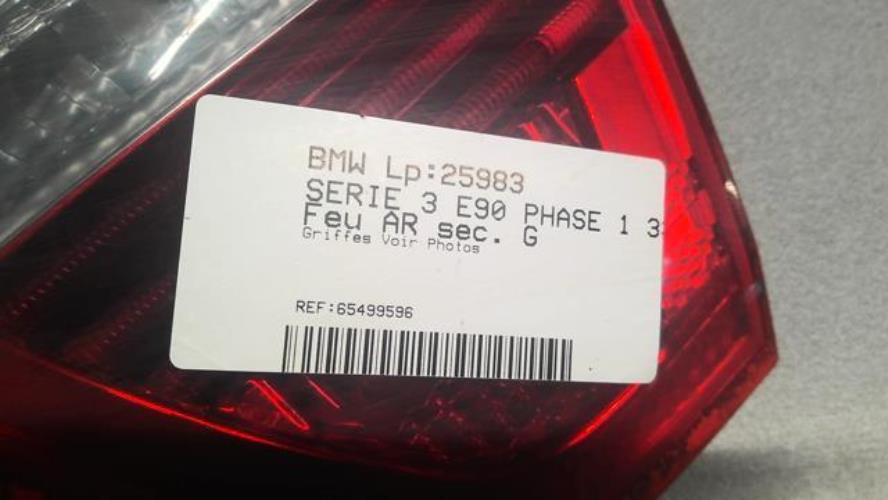 BMW Lp:25983
SERIE 3 E90 PHASE 1
Feu AR sec. G
Griffes Voir Photos
REF:65499596